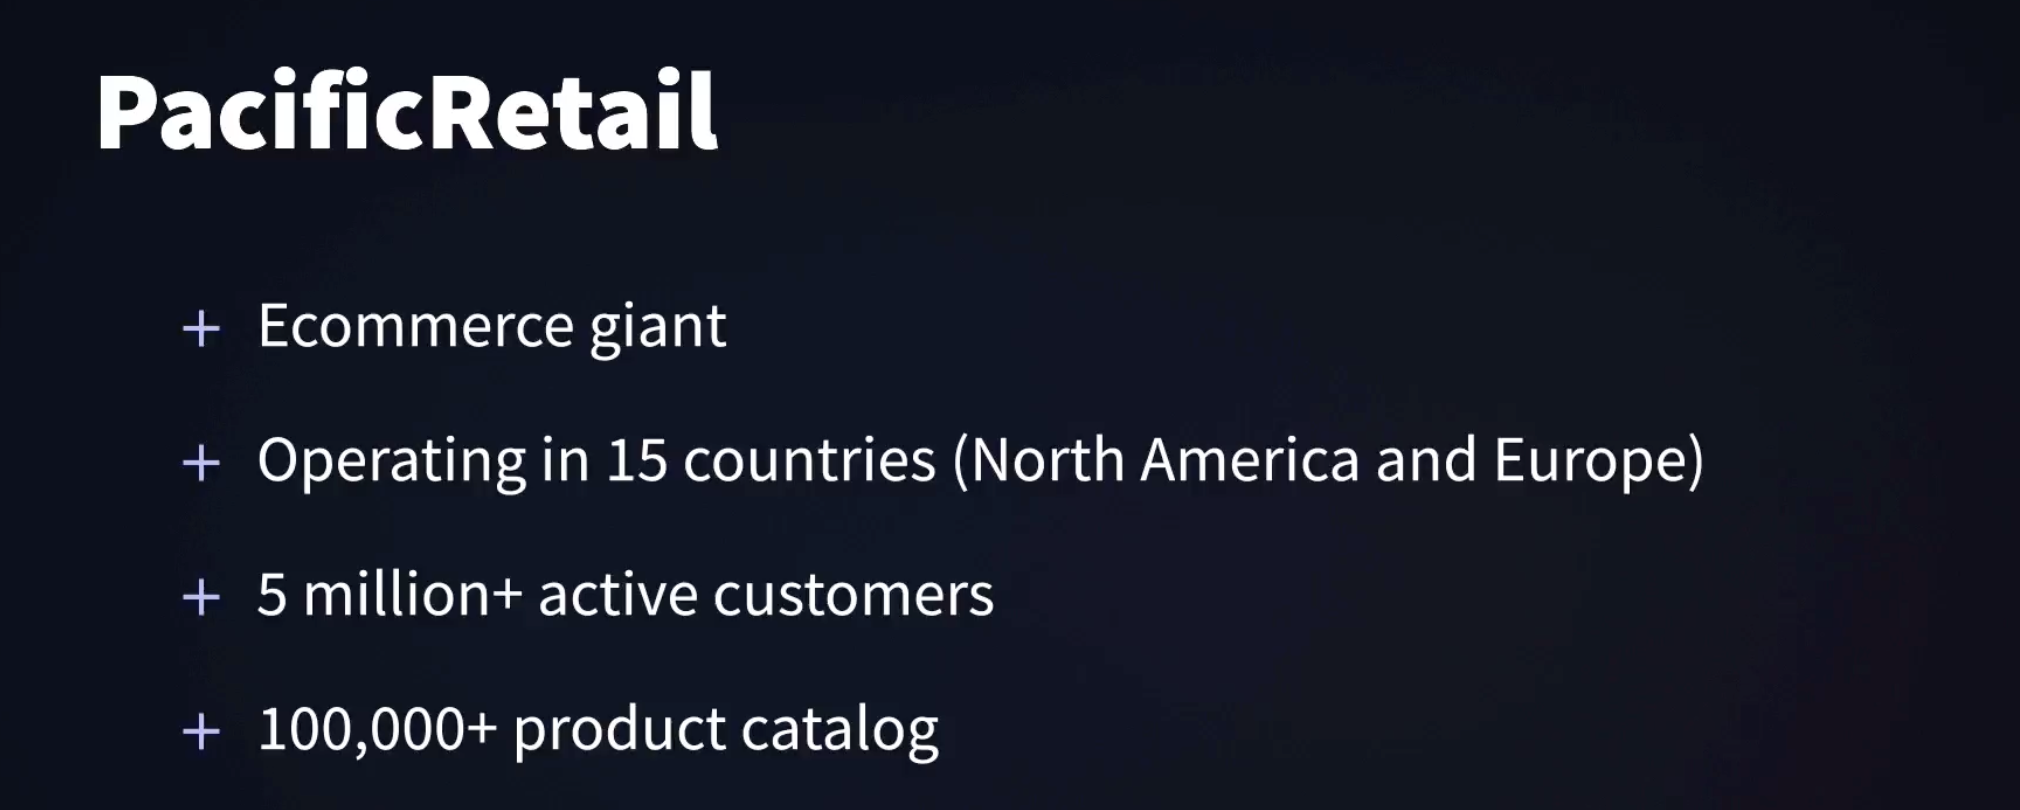 PacificRetail
+ Ecommerce giant
+ Operating in 15 countries (North America and Europe)
+ 5 million+ active customers
+ 100,000+ product catalog